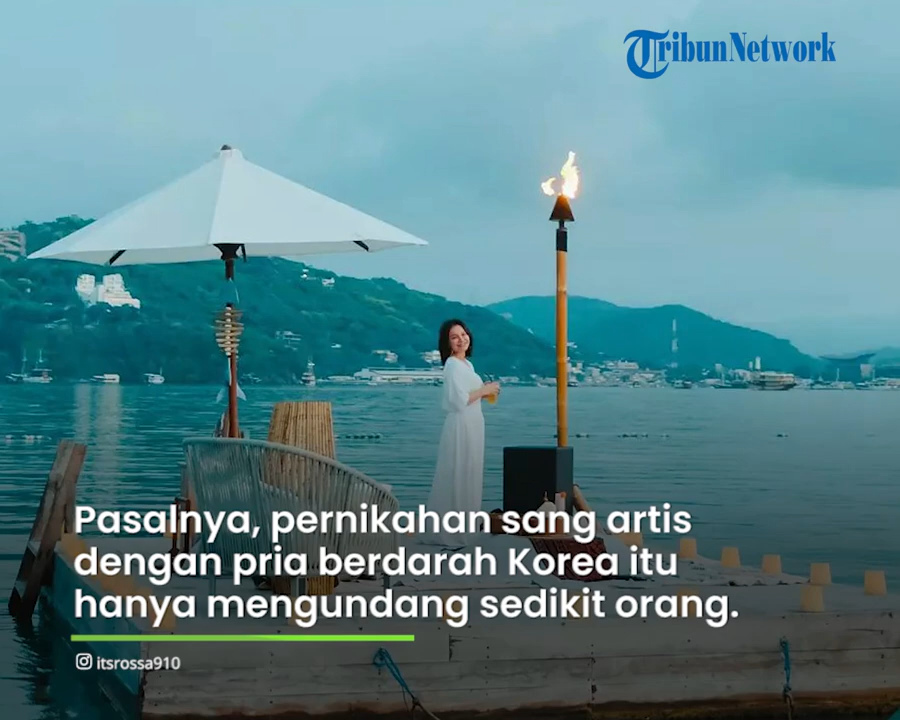 TribunNetwork
Pasalnya, pernikahan sang artis
dengan pria berdarah Korea itu
hanya mengundang sedikit orang.
itsrossa910